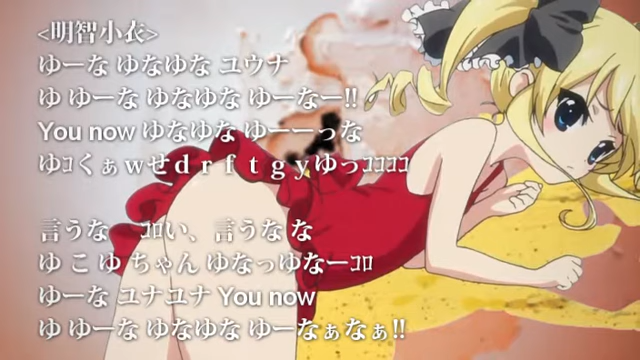 <明智小衣>
ゆーな ゆなゆな ユウナ
ゆ ゆーな ゆなゆな ゆーなー!!
You now ゆなゆな ゆーーっな
ゆｺくぁｗせｄｒｆｔｇｙゆっｺｺｺｺ
言うな　ｺﾛい、言うな な
ゆ こ ゆ ちゃん ゆなっゆなーｺﾛ
ゆーな ユナユナ You now
ゆ ゆーな ゆなゆな ゆーなぁなぁ!!